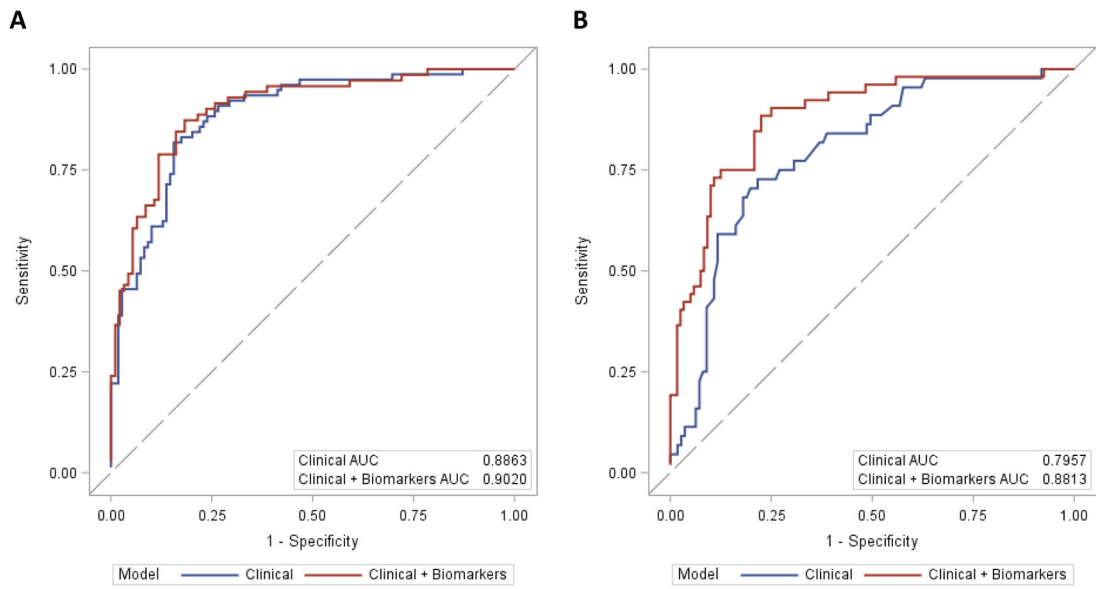 A
1.00
0.75
0.50
0.25
0.00
Sensitivity
Clinical AUC 0.8863
Clinical + Biomarkers AUC 0.9020
0.00 0.25 0.50 0.75 1.00
1 - Specificity
Model Clinical Clinical + Biomarkers
B
1.00
0.75
0.50
0.25
0.00
Sensitivity
Clinical AUC 0.7957
Clinical + Biomarkers AUC 0.8813
0.00 0.25 0.50 0.75 1.00
1 - Specificity
Model Clinical Clinical + Biomarkers